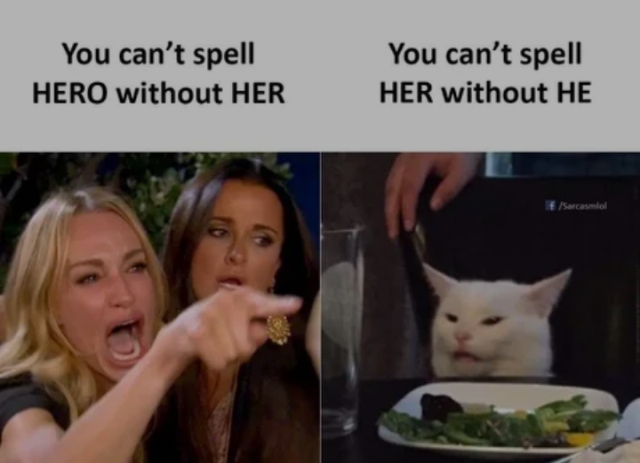 You can't spell
HERO without HER
You can't spell
HER without HE
f /Sarcasmlol